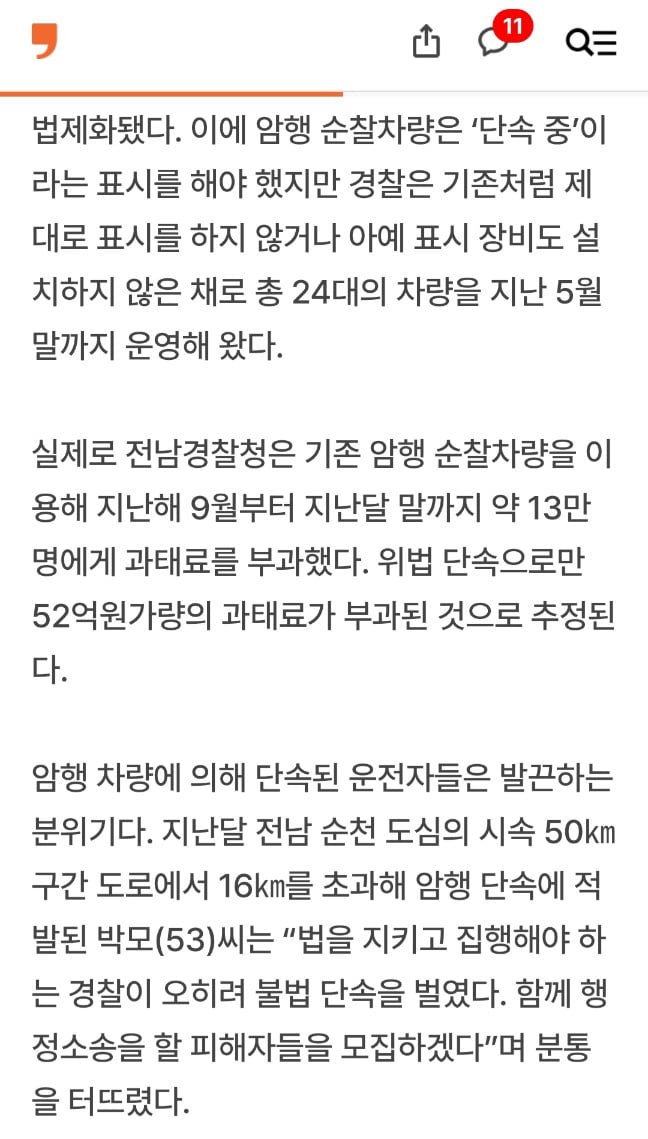 11
법제화됐다. 이에 암행 순찰차량은 ‘단속 중’이
라는 표시를 해야 했지만 경찰은 기존처럼 제
대로 표시를 하지 않거나 아예 표시 장비도 설
치하지 않은 채로 총 24대의 차량을 지난 5월
말까지 운영해 왔다.
실제로 전남경찰청은 기존 암행 순찰차량을 이
용해 지난해 9월부터 지난달 말까지 약 13만
명에게 과태료를 부과했다. 위법 단속으로만
52억원가량의 과태료가 부과된 것으로 추정된
다.
암행 차량에 의해 단속된 운전자들은 발끈하는
분위기다. 지난달 전남 순천 도심의 시속 50㎞
구간 도로에서 16㎞를 초과해 암행 단속에 적
발된 박모(53)씨는 “법을 지키고 집행해야 하
는 경찰이 오히려 불법 단속을 벌였다. 함께 행
정소송을 할 피해자들을 모집하겠다”며 분통
을 터뜨렸다.